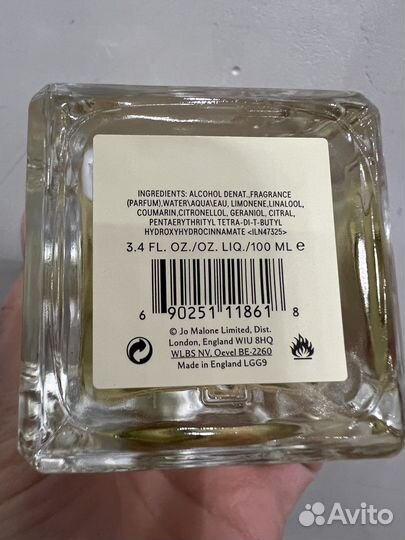 INGREDIENTS: ALCOHOL DENAT.,FRAGRANCE
(PARFUM),WATER\AQUA\EAU, LIMONENE,LINALOOL,
COUMARIN,CITRONELLOL, GERANIOL, CITRAL,
PENTAERYTHRITYL TETRA-DI-T-BUTYL
HYDROXYHYDROCINNAMATE <ILN47325>
3.4 FL. OZ./OZ. LIQ./100 ML e
6 90251 11861 8
© Jo Malone Limited, Dist.
London, England W1U 8HQ
WLBS NV, Oevel BE-2260
Made in England LGG9
Avito